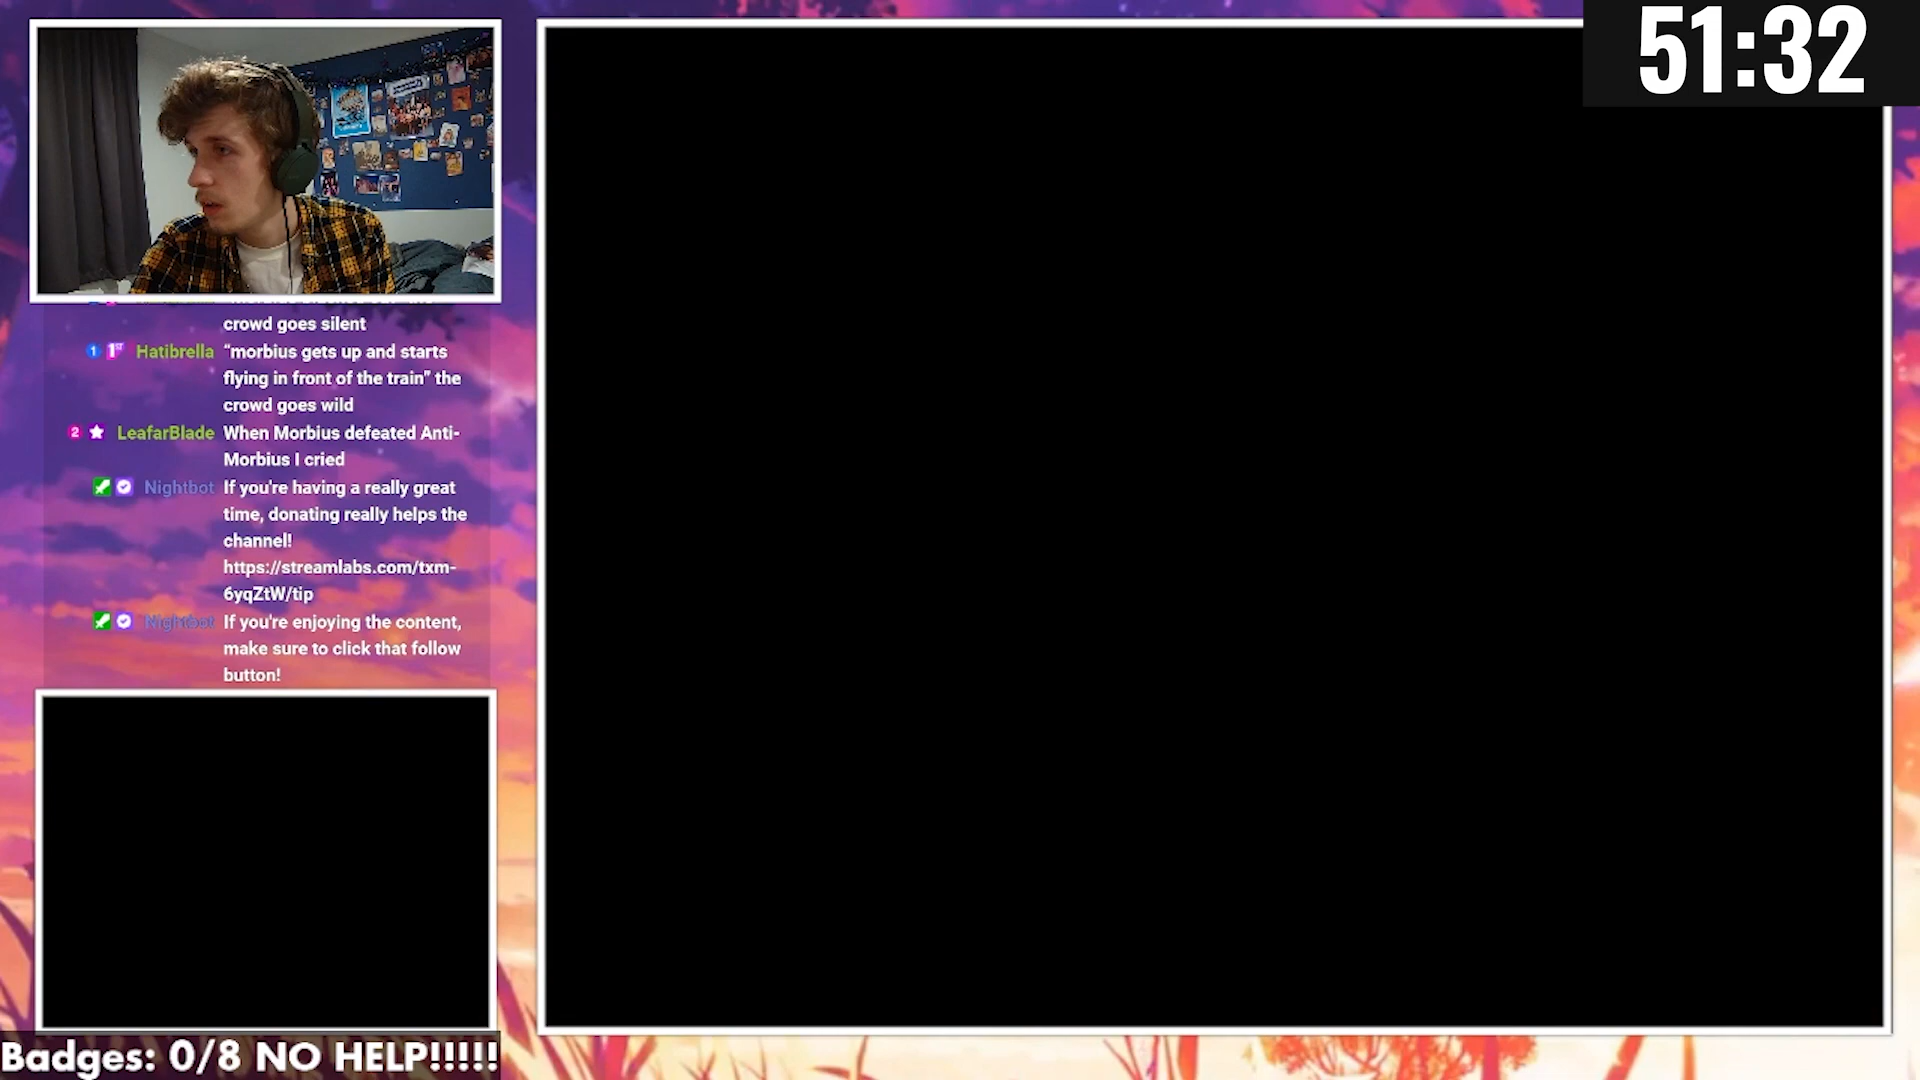 51:32
crowd goes silent
Hatibrella “morbius gets up and starts
flying in front of the train” the
crowd goes wild
LeafarBlade When Morbius defeated Anti-
Morbius I cried
Nightbot If you're having a really great
time, donating really helps the
channel!
https://streamlabs.com/txm-
6yqZtW/tip
Nightbot If you're enjoying the content,
make sure to click that follow
button!
Badges: 0/8 NO HELP!!!!!